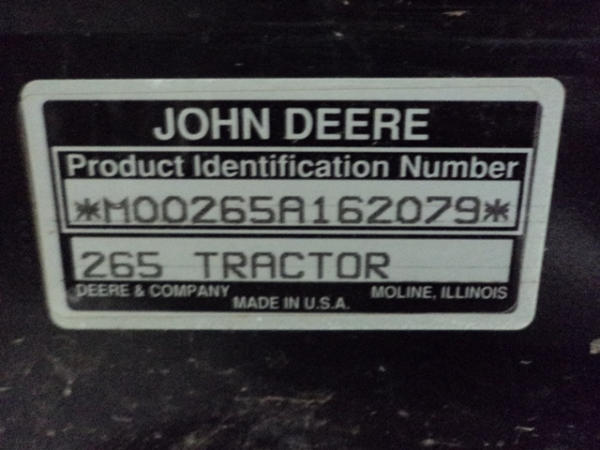 JOHN DEERE
Product Identification Number
*M00265A162079*
265 TRACTOR
DEERE & COMPANY MOLINE, ILLINOIS
MADE IN U.S.A.